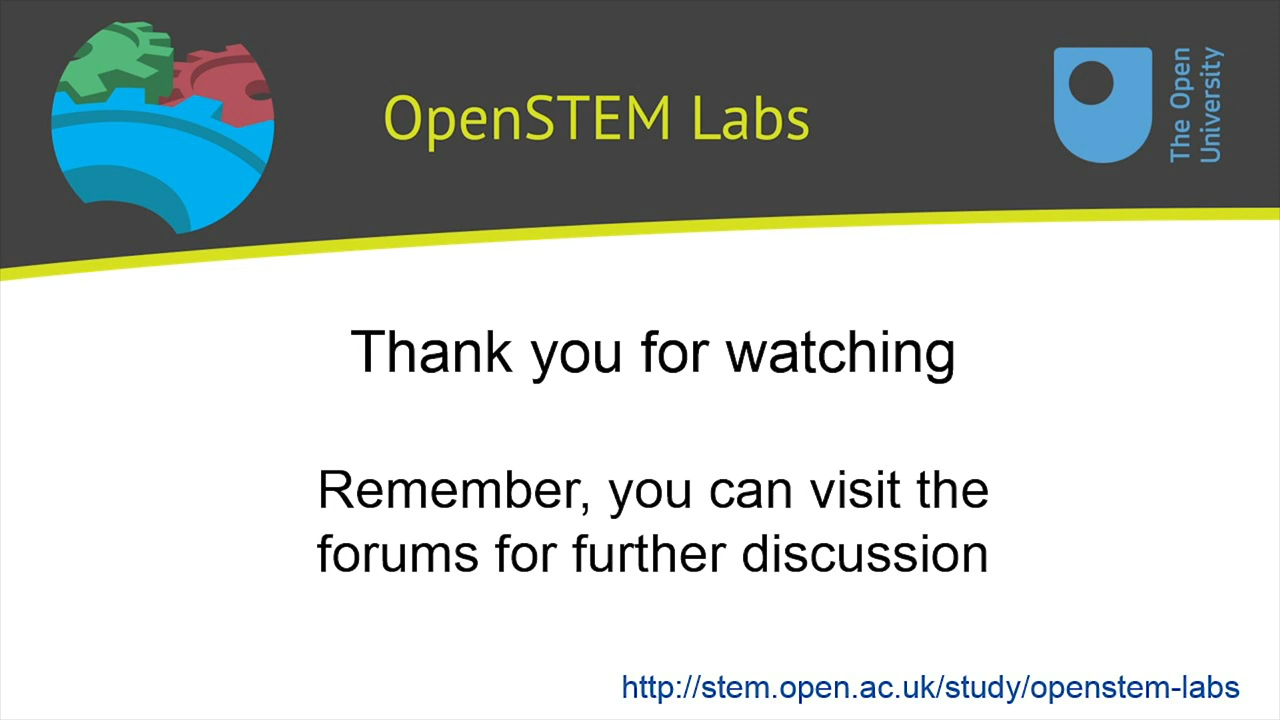 OpenSTEM Labs
The Open
University
Thank you for watching
Remember, you can visit the
forums for further discussion
http://stem.open.ac.uk/study/openstem-labs